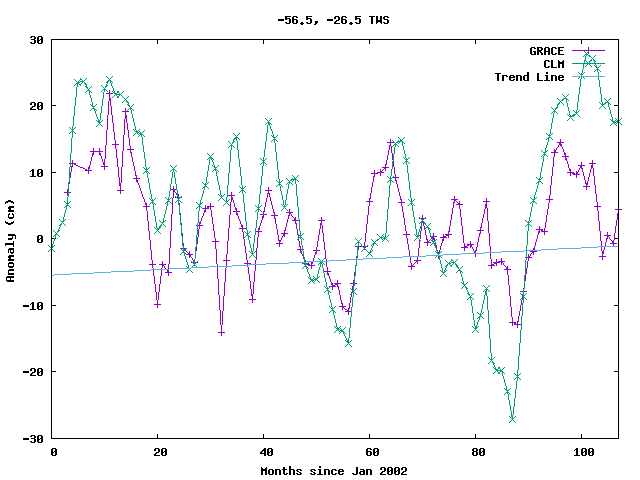 -56.5, -26.5 TWS
GRACE
CLM
Trend Line
30
20
10
0
-10
-20
-30
Anomaly (cm)
0 20 40 60 80 100
Months since Jan 2002